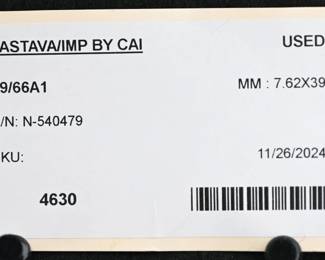 ASTAVA/IMP BY CAI USED
9/66A1 MM : 7.62X39
/N: N-540479
KU: 11/26/2024
4630